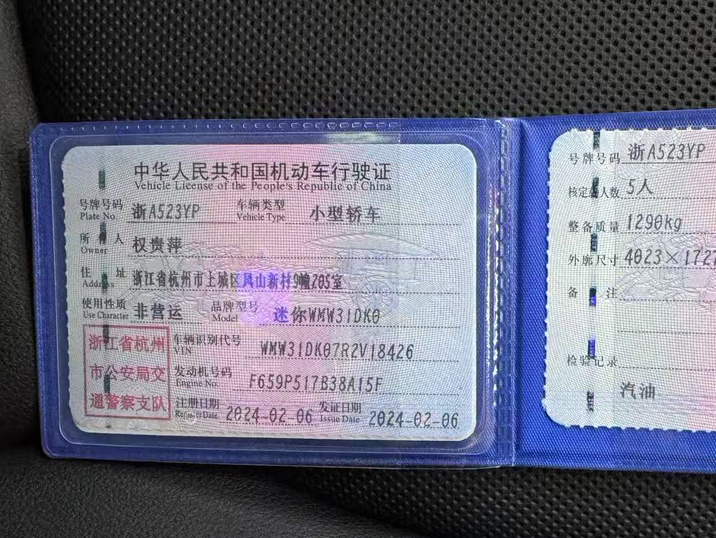 中华人民共和国机动车行驶证
Vehicle License of the People's Republic of China
号牌号码 浙A523YP 车辆类型 小型轿车
Plate No. Vehicle Type
所有人 权贵萍
Owner
住址 浙江省杭州市上城区凤山新村9幢205室
Address
使用性质 非营运 品牌型号 迷你WMW31DK0
Use Character Model
浙江省杭州
市公安局交
通警察支队
车辆识别代号 WMW31DK07R2V18426
VIN
发动机号码 F659P517B38A15F
Engine No.
注册日期 2024-02-06 发证日期 2024-02-06
Register Date Issue Date
号牌号码 浙A523YP
核定载人数 5人
整备质量 1290kg
外廓尺寸 4023×1727
备注
检验记录
汽油